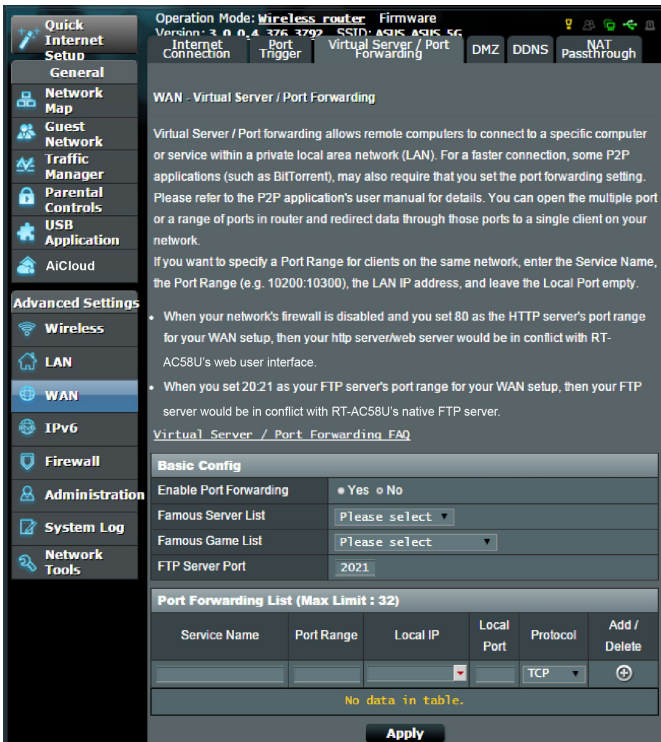 Quick Internet Setup
Operation Mode: Wireless router Firmware
Version: 3.0.0.4.376_3792 SSID: ASUS ASUS_5G
Internet Connection
Port Trigger
Virtual Server / Port Forwarding
DMZ
DDNS
NAT Passthrough
General
Network Map
Guest Network
Traffic Manager
Parental Controls
USB Application
AiCloud
Advanced Settings
Wireless
LAN
WAN
IPv6
Firewall
Administration
System Log
Network Tools
WAN - Virtual Server / Port Forwarding
Virtual Server / Port forwarding allows remote computers to connect to a specific computer
or service within a private local area network (LAN). For a faster connection, some P2P
applications (such as BitTorrent), may also require that you set the port forwarding setting.
Please refer to the P2P application's user manual for details. You can open the multiple port
or a range of ports in router and redirect data through those ports to a single client on your
network.
If you want to specify a Port Range for clients on the same network, enter the Service Name,
the Port Range (e.g. 10200:10300), the LAN IP address, and leave the Local Port empty.
• When your network's firewall is disabled and you set 80 as the HTTP server's port range
for your WAN setup, then your http server/web server would be in conflict with RT-
AC58U's web user interface.
• When you set 20:21 as your FTP server's port range for your WAN setup, then your FTP
server would be in conflict with RT-AC58U's native FTP server.
Virtual Server / Port Forwarding FAQ
Basic Config
Enable Port Forwarding Yes No
Famous Server List Please select
Famous Game List Please select
FTP Server Port 2021
Port Forwarding List (Max Limit : 32)
Service Name Port Range Local IP Local Port Protocol Add / Delete
TCP
No data in table.
Apply